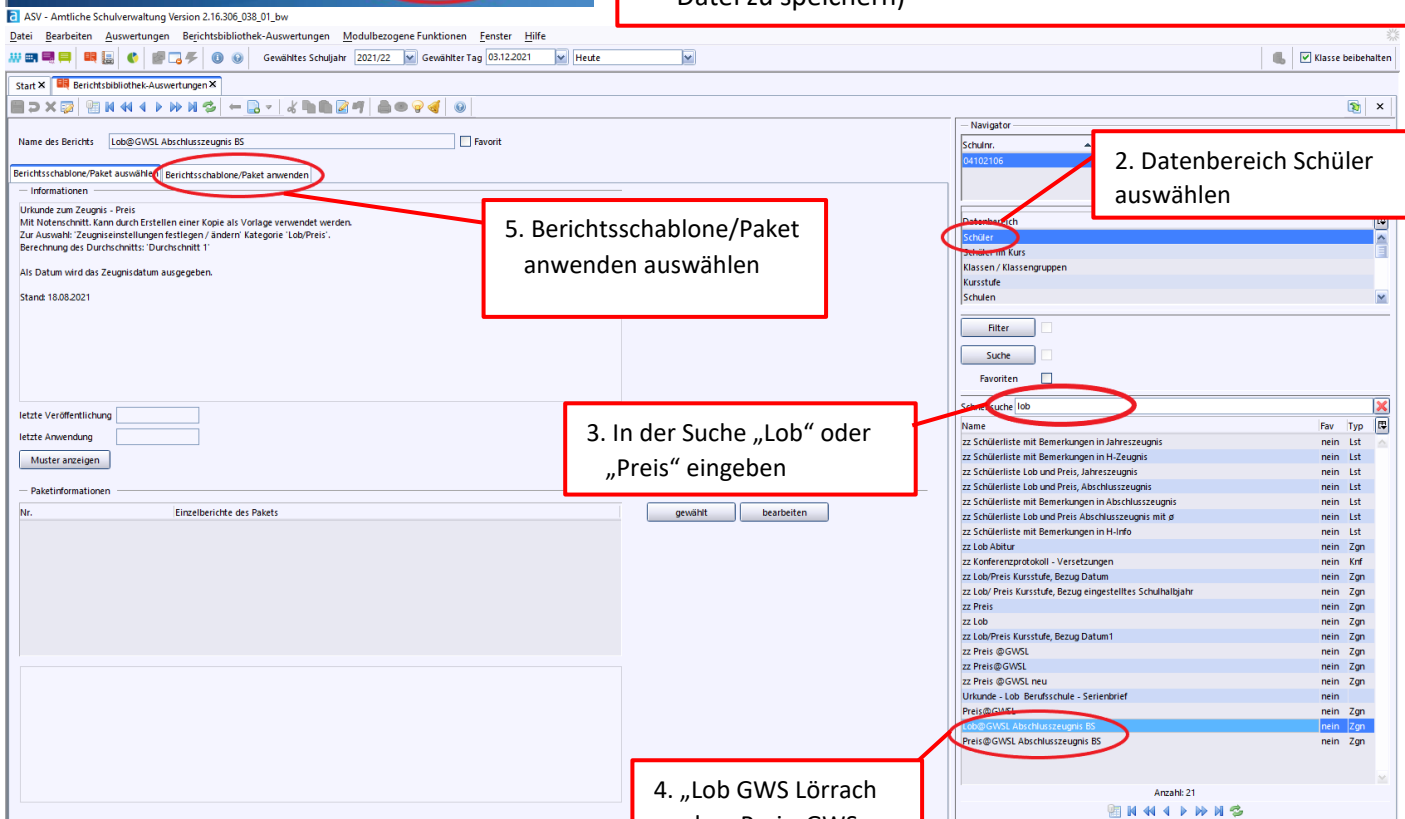 Datei zu speichern)
ASV - Amtliche Schulverwaltung Version 2.16.306_038_01_bw
Datei Bearbeiten Auswertungen Berichtsbibliothek-Auswertungen Modulbezogene Funktionen Fenster Hilfe
Gewähltes Schuljahr 2021/22 Gewählter Tag 03.12.2021 Heute Klasse beibehalten
Start X Berichtsbibliothek-Auswertungen X
Name des Berichts Lob@GWSL Abschlusszeugnis BS Favorit
Berichtsschablone/Paket auswählen Berichtsschablone/Paket anwenden
Informationen
Urkunde zum Zeugnis - Preis
Mit Notenschnitt. Kann durch Erstellen einer Kopie als Vorlage verwendet werden.
Zur Auswahl: 'Zeugniseinstellungen festlegen / ändern' Kategorie 'Lob/Preis'.
Berechnung des Durchschnitts: 'Durchschnitt 1'
Als Datum wird das Zeugnisdatum ausgegeben.
Stand: 18.08.2021
5. Berichtsschablone/Paket
anwenden auswählen
letzte Veröffentlichung
letzte Anwendung
Muster anzeigen
3. In der Suche „Lob“ oder
„Preis“ eingeben
Paketinformationen
Nr. Einzelberichte des Pakets
gewählt bearbeiten
4. „Lob GWS Lörrach
Navigator
Schulnr.
04102106
2. Datenbereich Schüler
auswählen
Datenbereich
Schüler
Schüler im Kurs
Klassen / Klassengruppen
Kursstufe
Schulen
Filter
Suche
Favoriten
Schnellsuche lob
Name Fav Typ
zz Schülerliste mit Bemerkungen in Jahreszeugnis nein Lst
zz Schülerliste mit Bemerkungen in H-Zeugnis nein Lst
zz Schülerliste Lob und Preis, Jahreszeugnis nein Lst
zz Schülerliste Lob und Preis, Abschlusszeugnis nein Lst
zz Schülerliste mit Bemerkungen in Abschlusszeugnis nein Lst
zz Schülerliste Lob und Preis Abschlusszeugnis mit ø nein Lst
zz Schülerliste mit Bemerkungen in H-Info nein Lst
zz Lob Abitur nein Zgn
zz Konferenzprotokoll - Versetzungen nein Knf
zz Lob/Preis Kursstufe, Bezug Datum nein Zgn
zz Lob/ Preis Kursstufe, Bezug eingestelltes Schulhalbjahr nein Zgn
zz Preis nein Zgn
zz Lob nein Zgn
zz Lob/Preis Kursstufe, Bezug Datum1 nein Zgn
zz Preis @GWSL nein Zgn
zz Preis@GWSL nein Zgn
zz Preis @GWSL neu nein Zgn
Urkunde - Lob Berufsschule - Serienbrief nein
Preis@GWSL nein Zgn
Lob@GWSL Abschlusszeugnis BS nein Zgn
Preis@GWSL Abschlusszeugnis BS nein Zgn
Anzahl: 21